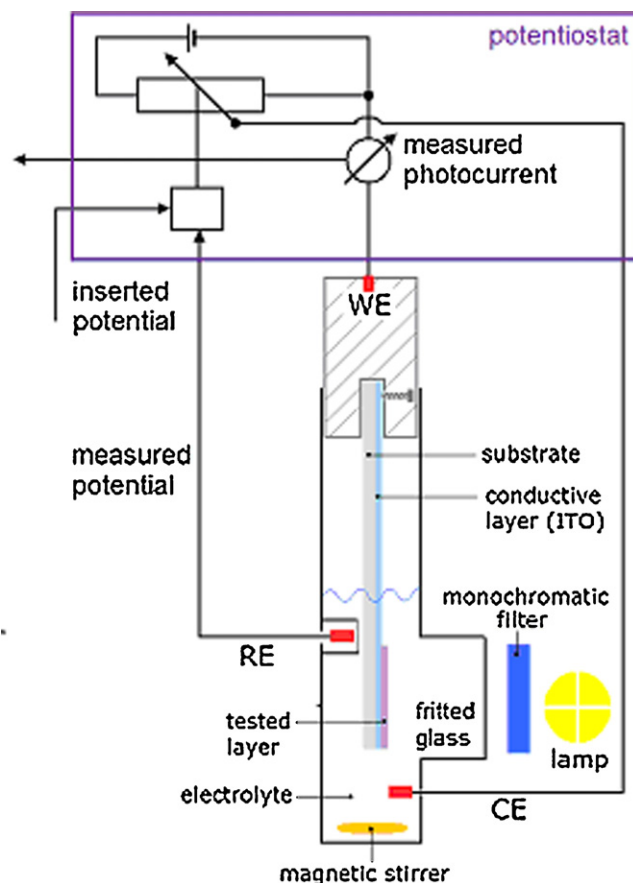 potentiostat
measured
photocurrent
inserted
potential
WE
measured
potential
substrate
conductive
layer (ITO)
monochromatic
filter
RE
tested
layer
fritted
glass
lamp
electrolyte
CE
magnetic stirrer